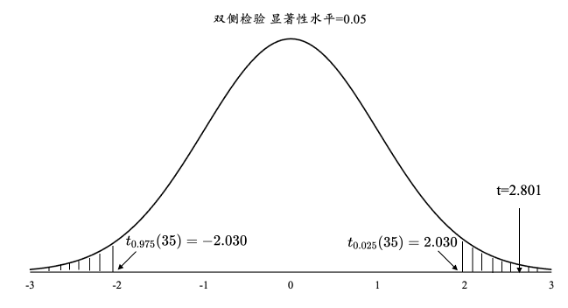 双侧检验 显著性水平=0.05
t=2.801
t₀.₉₇₅(35) = −2.030
t₀.₀₂₅(35) = 2.030
-3 -2 -1 0 1 2 3